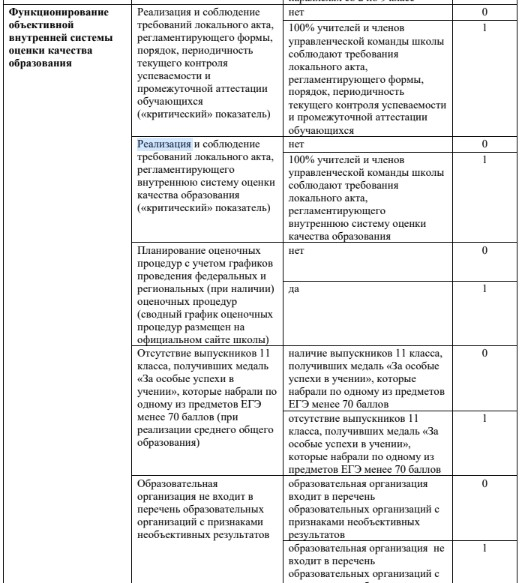 Функционирование
объективной
внутренней системы
оценки качества
образования
Реализация и соблюдение
требований локального акта,
регламентирующего формы,
порядок, периодичность
текущего контроля
успеваемости и
промежуточной аттестации
обучающихся
(«критический» показатель)
нет
0
100% учителей и членов
управленческой команды школы
соблюдают требования
локального акта,
регламентирующего формы,
порядок, периодичность
текущего контроля успеваемости
и промежуточной аттестации
обучающихся
1
Реализация и соблюдение
требований локального акта,
регламентирующего
внутреннюю систему оценки
качества образования
(«критический» показатель)
нет
0
100% учителей и членов
управленческой команды школы
соблюдают требования
локального акта,
регламентирующего
внутреннюю систему оценки
качества образования
1
Планирование оценочных
процедур с учетом графиков
проведения федеральных и
региональных (при наличии)
оценочных процедур
(сводный график оценочных
процедур размещен на
официальном сайте школы)
нет
0
да
1
Отсутствие выпускников 11
класса, получивших медаль
«За особые успехи в
учении», которые набрали по
одному из предметов ЕГЭ
менее 70 баллов (при
реализации среднего общего
образования)
наличие выпускников 11 класса,
получивших медаль «За особые
успехи в учении», которые
набрали по одному из предметов
ЕГЭ менее 70 баллов
0
отсутствие выпускников 11
класса, получивших медаль «За
особые успехи в учении»,
которые набрали по одному из
предметов ЕГЭ менее 70 баллов
1
Образовательная
организация не входит в
перечень образовательных
организаций с признаками
необъективных результатов
образовательная организация
входит в перечень
образовательных организаций с
признаками необъективных
результатов
0
образовательная организация не
входит в перечень
образовательных организаций с
1